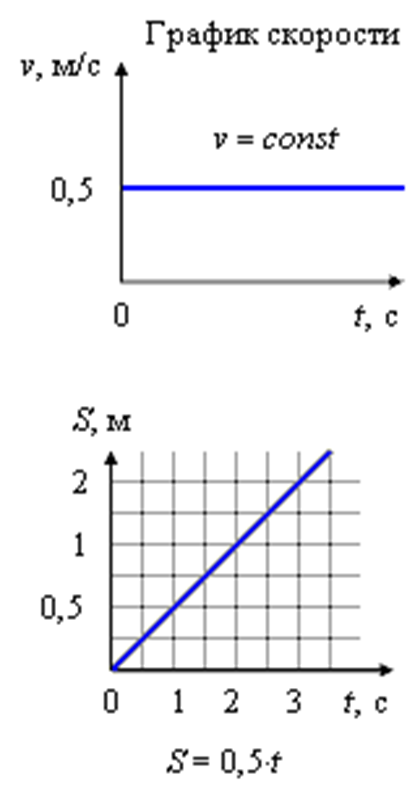 График скорости
v, м/с
v = const
0,5
0
t, с
S, м
2
1
0,5
0 1 2 3 t, с
S = 0,5·t